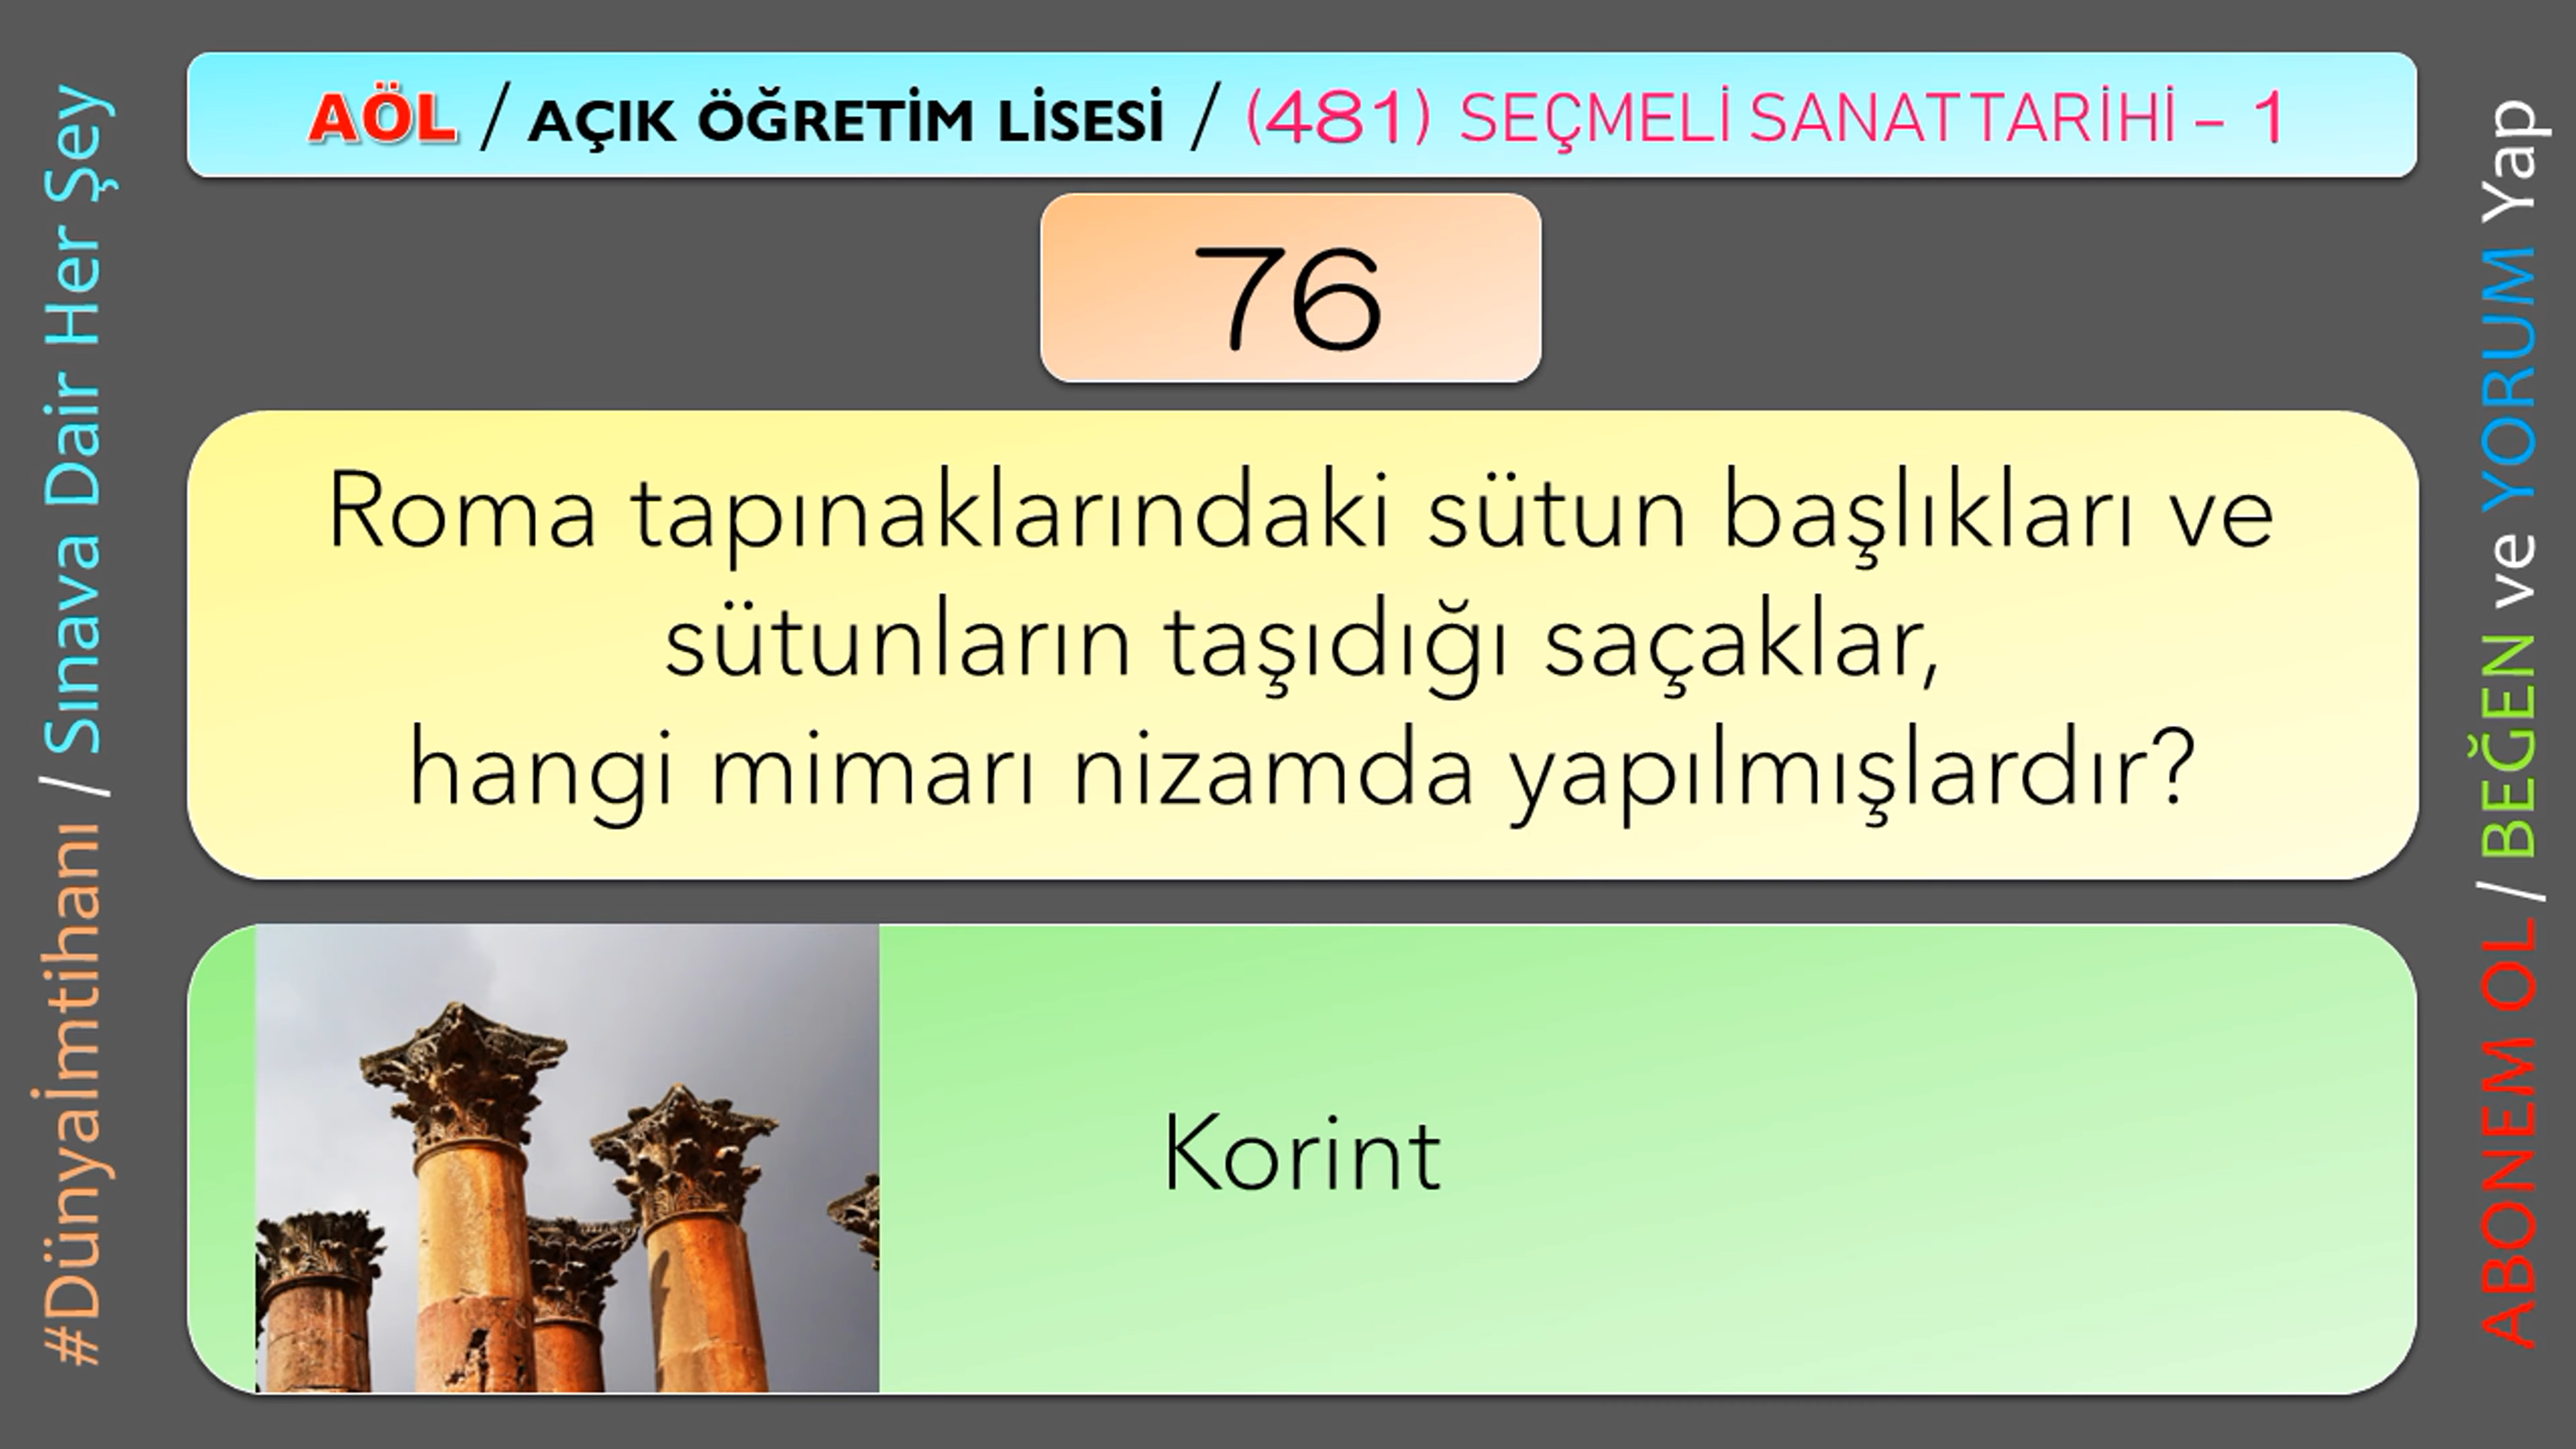 AÖL / AÇIK ÖĞRETİM LİSESİ / (481) SEÇMELİ SANAT TARİHİ – 1
76
Roma tapınaklarındaki sütun başlıkları ve
sütunların taşıdığı saçaklar,
hangi mimarı nizamda yapılmışlardır?
Korint
#Dünyaİmtihanı / Sınava Dair Her Şey
ABONEM OL / BEĞEN ve YORUM Yap